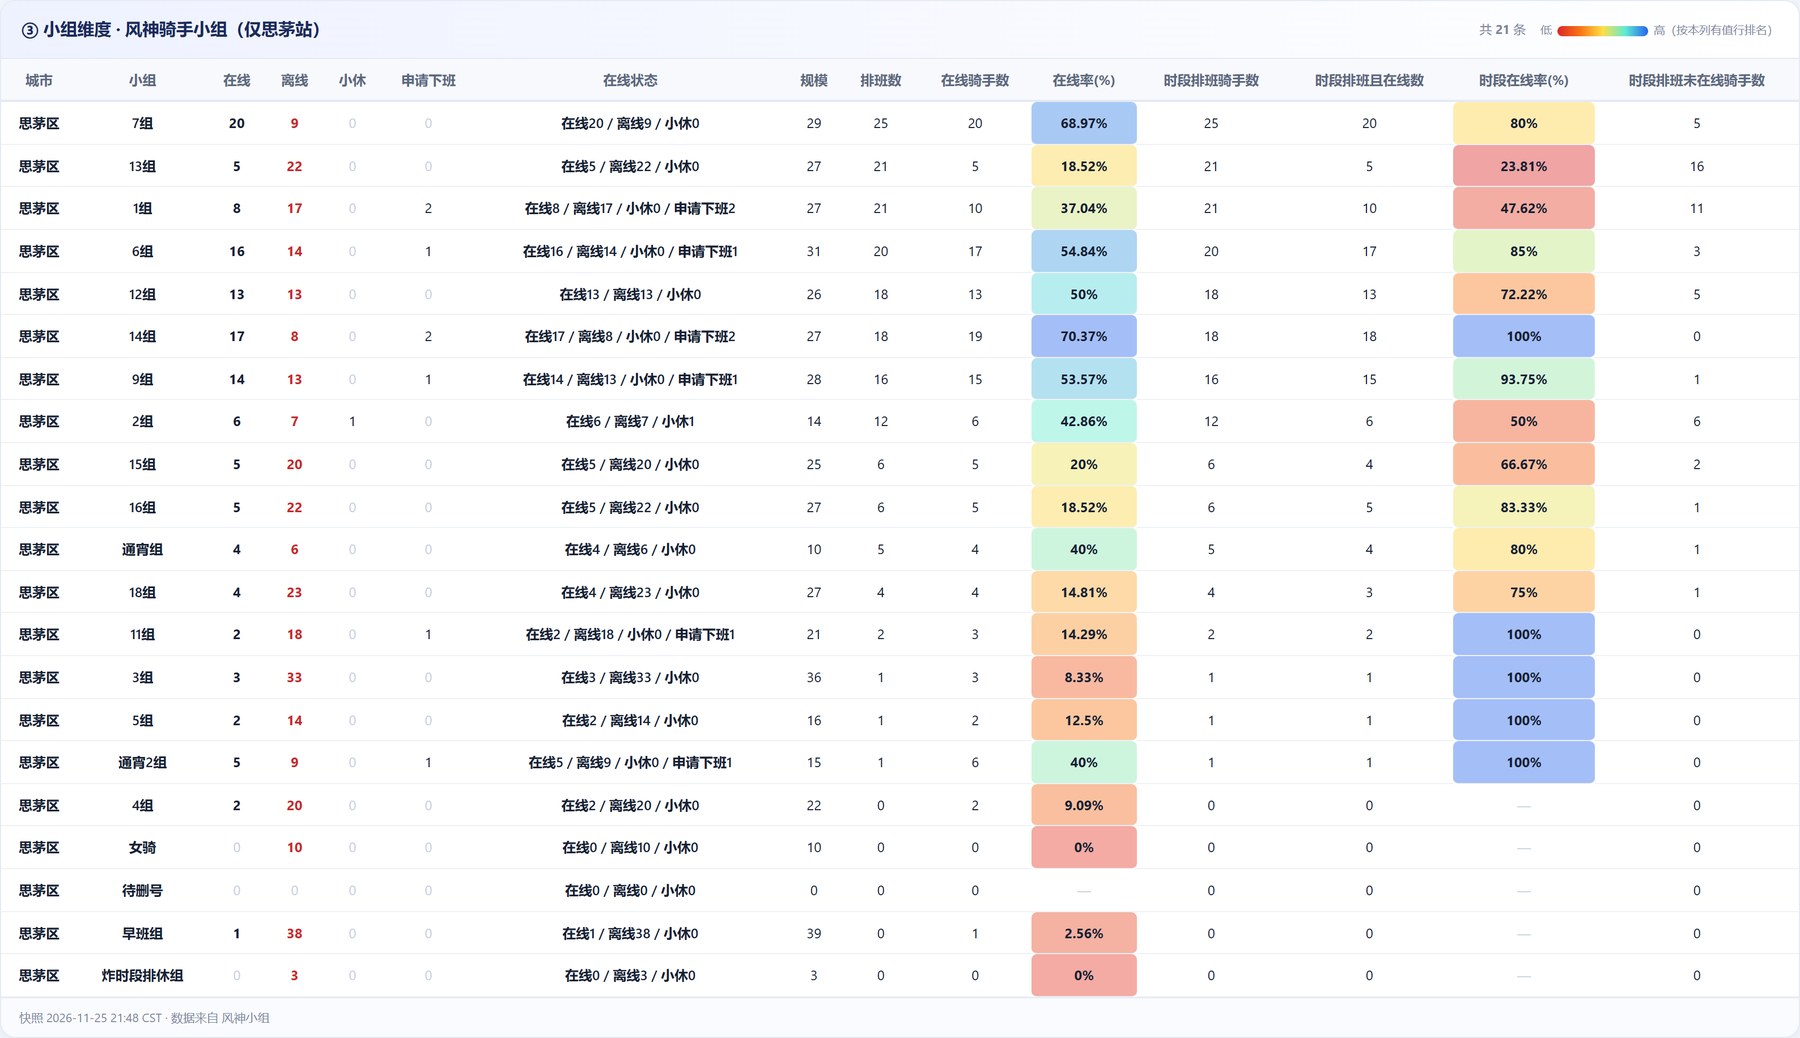 ③ 小组维度 · 风神骑手小组（仅思茅站）
共 21 条 低 高 (按本列有值行排名)
城市 小组 在线 离线 小休 申请下班 在线状态 规模 排班数 在线骑手数 在线率(%) 时段排班骑手数 时段排班且在线数 时段在线率(%) 时段排班未在线骑手数
思茅区 7组 20 9 0 0 在线20 / 离线9 / 小休0 29 25 20 68.97% 25 20 80% 5
思茅区 13组 5 22 0 0 在线5 / 离线22 / 小休0 27 21 5 18.52% 21 5 23.81% 16
思茅区 1组 8 17 0 2 在线8 / 离线17 / 小休0 / 申请下班2 27 21 10 37.04% 21 10 47.62% 11
思茅区 6组 16 14 0 1 在线16 / 离线14 / 小休0 / 申请下班1 31 20 17 54.84% 20 17 85% 3
思茅区 12组 13 13 0 0 在线13 / 离线13 / 小休0 26 18 13 50% 18 13 72.22% 5
思茅区 14组 17 8 0 2 在线17 / 离线8 / 小休0 / 申请下班2 27 18 19 70.37% 18 18 100% 0
思茅区 9组 14 13 0 1 在线14 / 离线13 / 小休0 / 申请下班1 28 16 15 53.57% 16 15 93.75% 1
思茅区 2组 6 7 1 0 在线6 / 离线7 / 小休1 14 12 6 42.86% 12 6 50% 6
思茅区 15组 5 20 0 0 在线5 / 离线20 / 小休0 25 6 5 20% 6 4 66.67% 2
思茅区 16组 5 22 0 0 在线5 / 离线22 / 小休0 27 6 5 18.52% 6 5 83.33% 1
思茅区 通宵组 4 6 0 0 在线4 / 离线6 / 小休0 10 5 4 40% 5 4 80% 1
思茅区 18组 4 23 0 0 在线4 / 离线23 / 小休0 27 4 4 14.81% 4 3 75% 1
思茅区 11组 2 18 0 1 在线2 / 离线18 / 小休0 / 申请下班1 21 2 3 14.29% 2 2 100% 0
思茅区 3组 3 33 0 0 在线3 / 离线33 / 小休0 36 1 3 8.33% 1 1 100% 0
思茅区 5组 2 14 0 0 在线2 / 离线14 / 小休0 16 1 2 12.5% 1 1 100% 0
思茅区 通宵2组 5 9 0 1 在线5 / 离线9 / 小休0 / 申请下班1 15 1 6 40% 1 1 100% 0
思茅区 4组 2 20 0 0 在线2 / 离线20 / 小休0 22 0 2 9.09% 0 0 — 0
思茅区 女骑 0 10 0 0 在线0 / 离线10 / 小休0 10 0 0 0% 0 0 — 0
思茅区 待删号 0 0 0 0 在线0 / 离线0 / 小休0 0 0 0 — 0 0 — 0
思茅区 早班组 1 38 0 0 在线1 / 离线38 / 小休0 39 0 1 2.56% 0 0 — 0
思茅区 炸时段排休组 0 3 0 0 在线0 / 离线3 / 小休0 3 0 0 0% 0 0 — 0
快照 2026-11-25 21:48 CST · 数据来自 风神小组